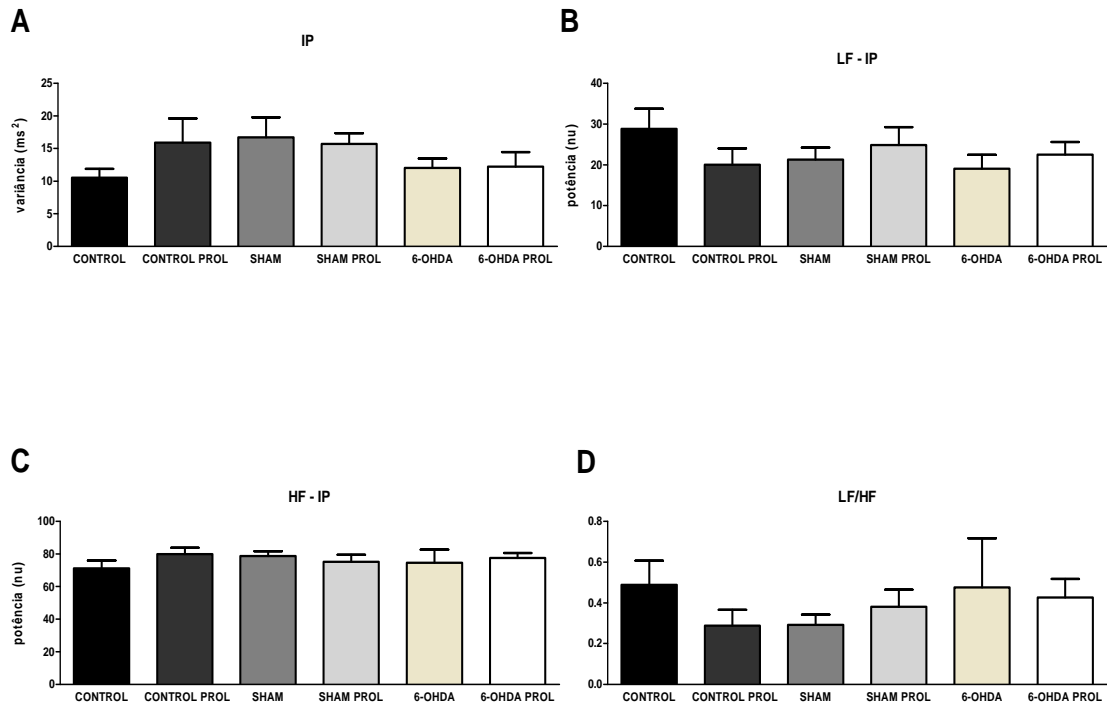 A
IP
variância (ms²)
25
20
15
10
5
0
CONTROL CONTROL PROL SHAM SHAM PROL 6-OHDA 6-OHDA PROL
B
LF - IP
potência (nu)
40
30
20
10
0
CONTROL CONTROL PROL SHAM SHAM PROL 6-OHDA 6-OHDA PROL
C
HF - IP
potência (nu)
100
80
60
40
20
0
CONTROL CONTROL PROL SHAM SHAM PROL 6-OHDA 6-OHDA PROL
D
LF/HF
0.8
0.6
0.4
0.2
0.0
CONTROL CONTROL PROL SHAM SHAM PROL 6-OHDA 6-OHDA PROL